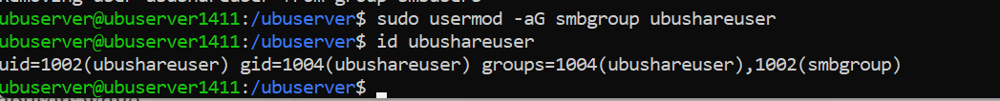 ubuserver@ubuserver1411:/ubuserver$ sudo usermod -aG smbgroup ubushareuser
ubuserver@ubuserver1411:/ubuserver$ id ubushareuser
uid=1002(ubushareuser) gid=1004(ubushareuser) groups=1004(ubushareuser),1002(smbgroup)
ubuserver@ubuserver1411:/ubuserver$